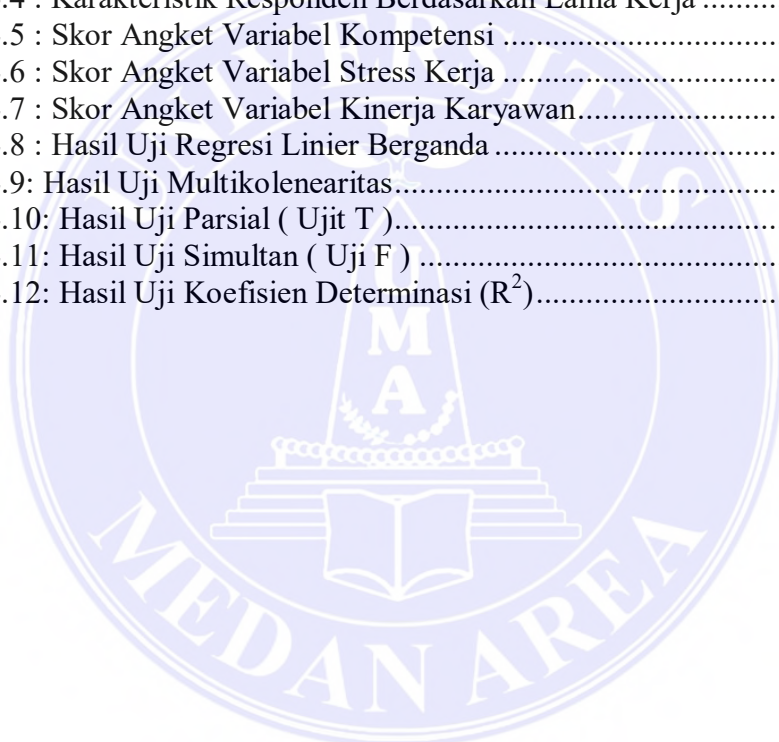 .4 : Karakteristik Responden Berdasarkan Lama Kerja ..........
.5 : Skor Angket Variabel Kompetensi ..................................
.6 : Skor Angket Variabel Stress Kerja ..................................
.7 : Skor Angket Variabel Kinerja Karyawan.........................
.8 : Hasil Uji Regresi Linier Berganda ...................................
.9: Hasil Uji Multikolenearitas...............................................
.10: Hasil Uji Parsial ( Ujit T )...............................................
.11: Hasil Uji Simultan ( Uji F ) ............................................
.12: Hasil Uji Koefisien Determinasi (R²)..............................
UNIVERSITAS
U
M
A
MEDAN AREA